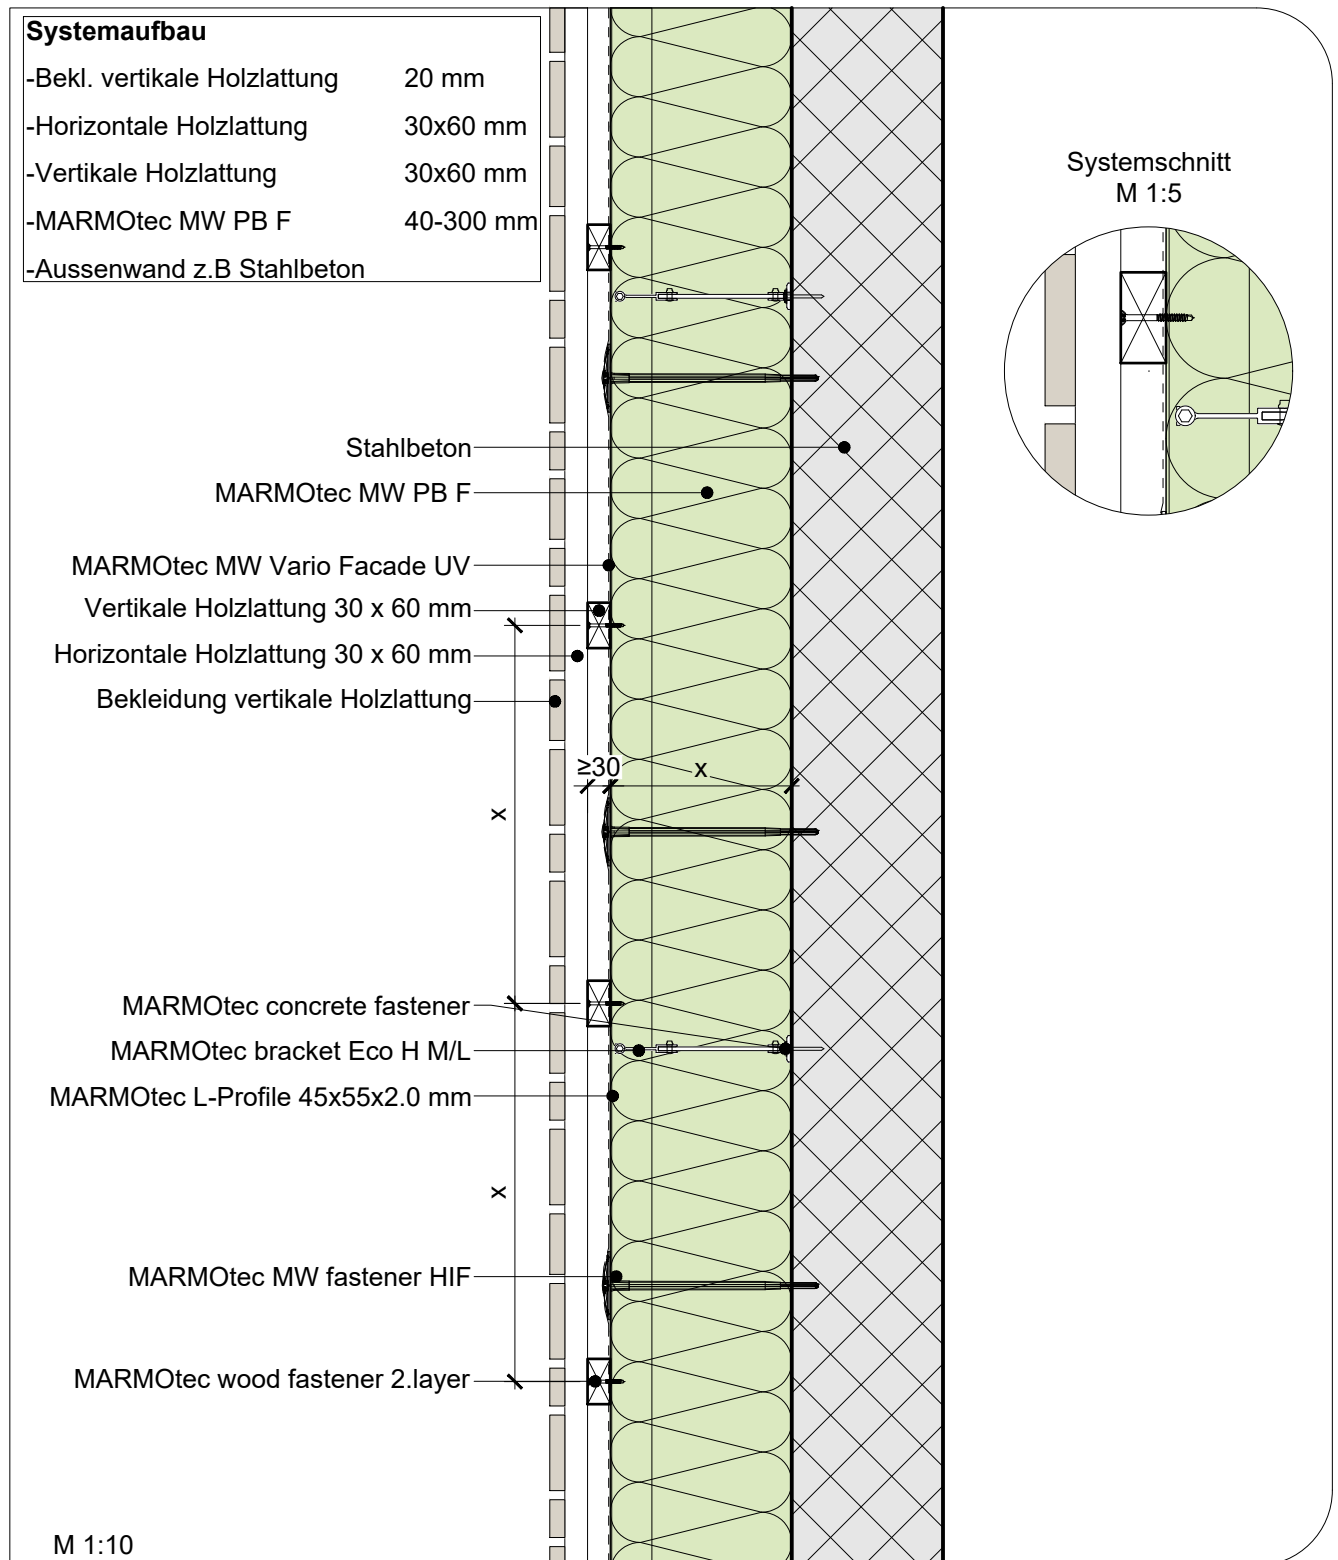 Systemaufbau
-Bekl. vertikale Holzlattung 20 mm
-Horizontale Holzlattung 30x60 mm
-Vertikale Holzlattung 30x60 mm
-MARMOtec MW PB F 40-300 mm
-Aussenwand z.B Stahlbeton
Systemschnitt
M 1:5
Stahlbeton
MARMOtec MW PB F
MARMOtec MW Vario Facade UV
Vertikale Holzlattung 30 x 60 mm
Horizontale Holzlattung 30 x 60 mm
Bekleidung vertikale Holzlattung
≥30 x
x
MARMOtec concrete fastener
MARMOtec bracket Eco H M/L
MARMOtec L-Profile 45x55x2.0 mm
x
MARMOtec MW fastener HIF
MARMOtec wood fastener 2.layer
M 1:10